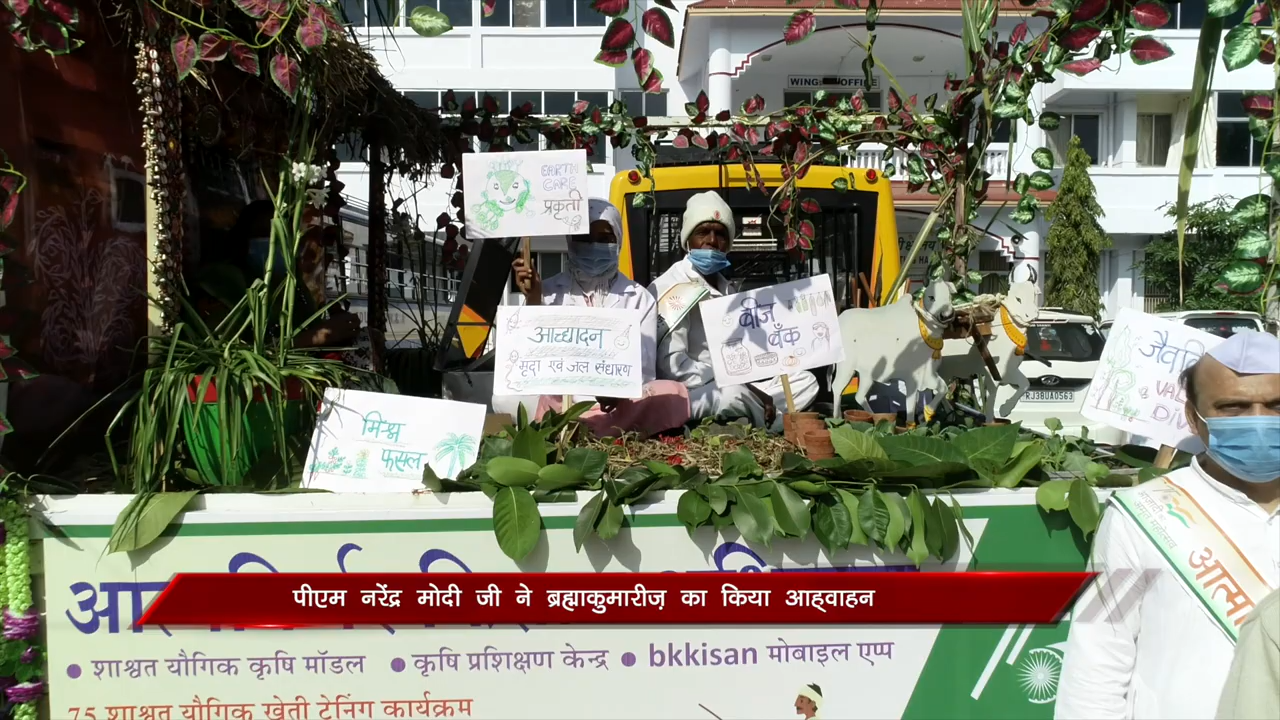 WING OFFICE
EARTH
CARE
प्रकृती
बीज
बैंक
आच्छादन
मृदा एवं जल संधारण
मिश्र
फसल
RJ38UA0563
जैवि
आत्म
पीएम नरेंद्र मोदी जी ने ब्रह्माकुमारीज़ का किया आह्वाहन
• शाश्वत यौगिक कृषि मॉडल • कृषि प्रशिक्षण केन्द्र • bkkisan मोबाइल एप्प
75 शाश्वत यौगिक खेती ट्रेनिंग कार्यक्रम